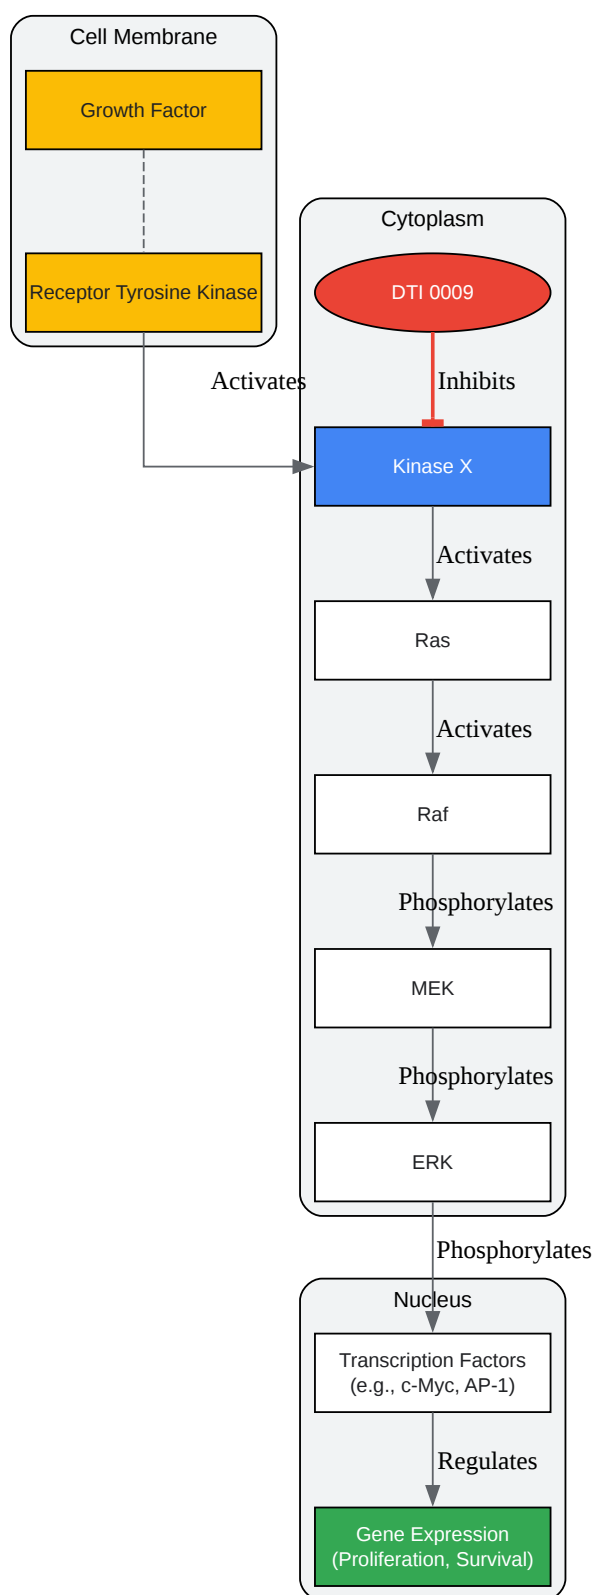 Cell Membrane
Growth Factor
Receptor Tyrosine Kinase
Activates
Cytoplasm
DTI 0009
Inhibits
Kinase X
Activates
Ras
Activates
Raf
Phosphorylates
MEK
Phosphorylates
ERK
Phosphorylates
Nucleus
Transcription Factors
(e.g., c-Myc, AP-1)
Regulates
Gene Expression
(Proliferation, Survival)